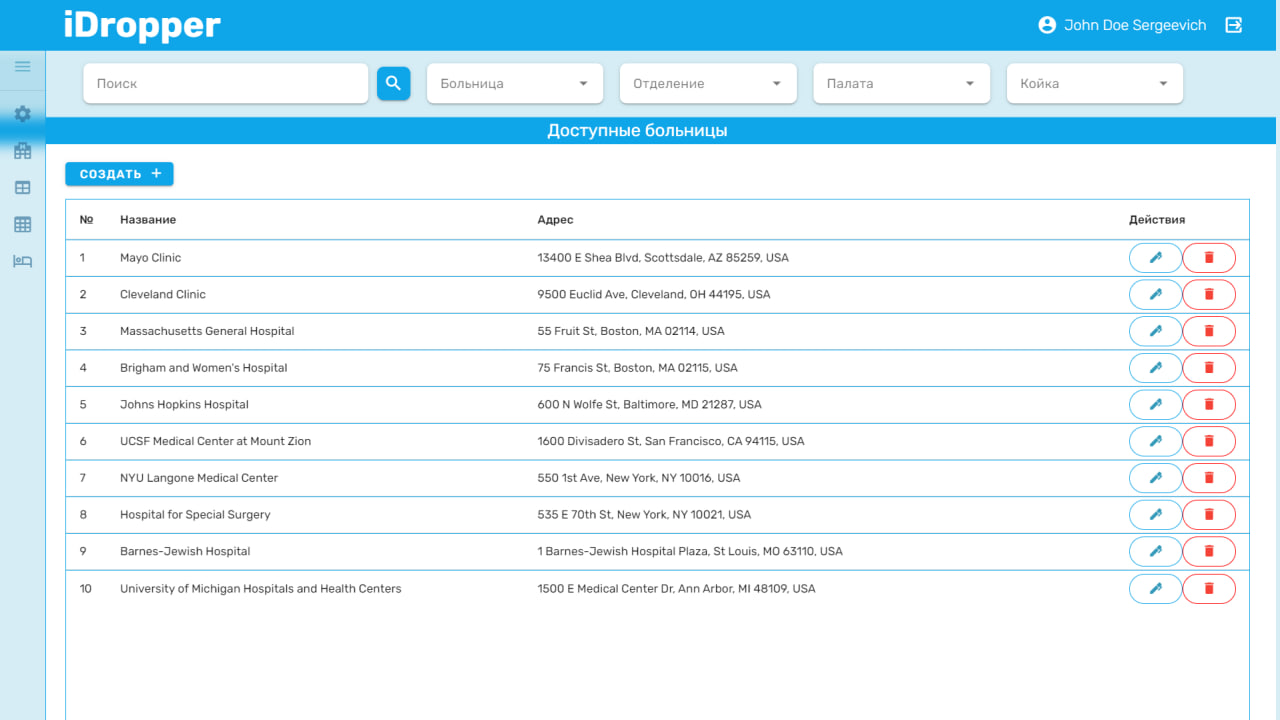 iDropper
John Doe Sergeevich
Поиск
Больница
Отделение
Палата
Койка
Доступные больницы
СОЗДАТЬ +
№ Название Адрес Действия
1 Mayo Clinic 13400 E Shea Blvd, Scottsdale, AZ 85259, USA
2 Cleveland Clinic 9500 Euclid Ave, Cleveland, OH 44195, USA
3 Massachusetts General Hospital 55 Fruit St, Boston, MA 02114, USA
4 Brigham and Women's Hospital 75 Francis St, Boston, MA 02115, USA
5 Johns Hopkins Hospital 600 N Wolfe St, Baltimore, MD 21287, USA
6 UCSF Medical Center at Mount Zion 1600 Divisadero St, San Francisco, CA 94115, USA
7 NYU Langone Medical Center 550 1st Ave, New York, NY 10016, USA
8 Hospital for Special Surgery 535 E 70th St, New York, NY 10021, USA
9 Barnes-Jewish Hospital 1 Barnes-Jewish Hospital Plaza, St Louis, MO 63110, USA
10 University of Michigan Hospitals and Health Centers 1500 E Medical Center Dr, Ann Arbor, MI 48109, USA